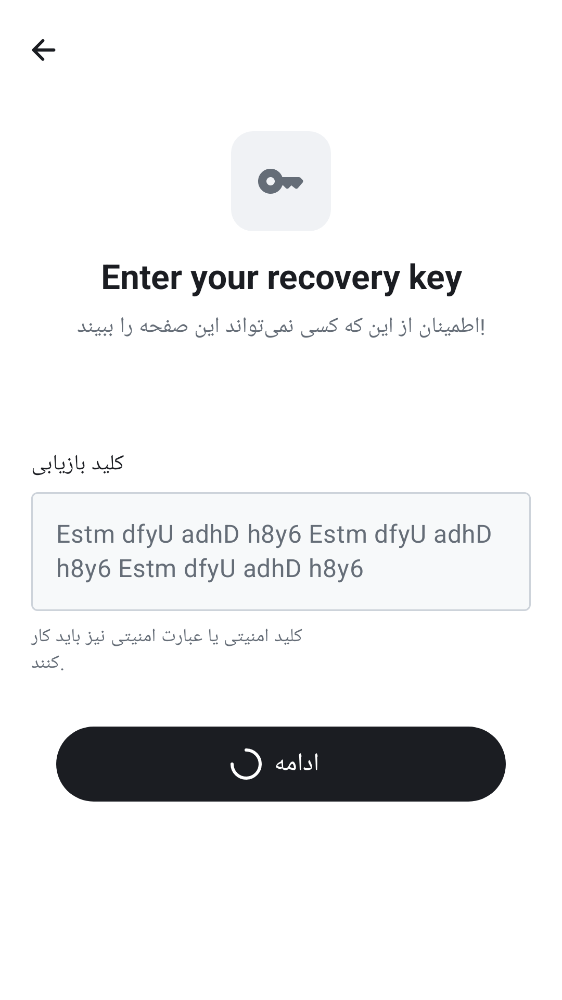 Enter your recovery key
اطمینان از این که کسی نمی‌تواند این صفحه را ببیند!
کلید بازیابی
Estm dfyU adhD h8y6 Estm dfyU adhD
h8y6 Estm dfyU adhD h8y6
کلید امنیتی یا عبارت امنیتی نیز باید کار
کنند.
ادامه